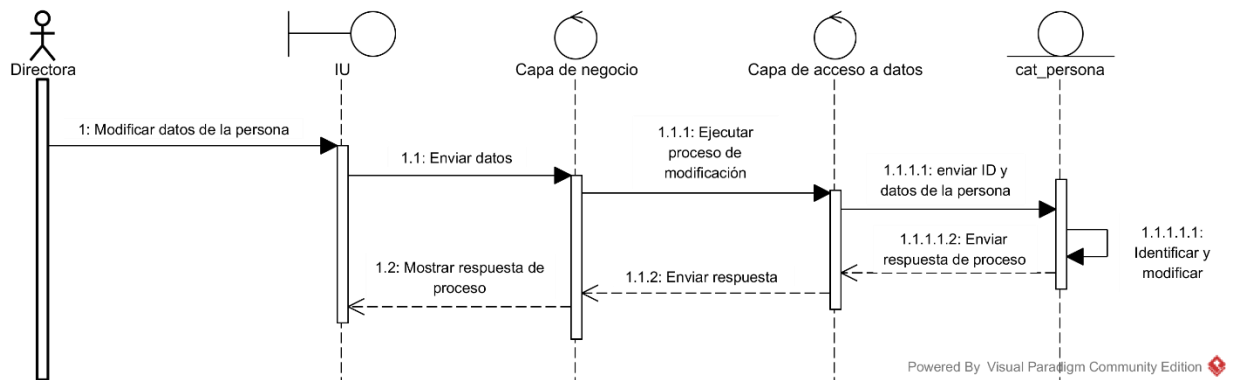 Directora
IU
Capa de negocio
Capa de acceso a datos
cat_persona
1: Modificar datos de la persona
1.1: Enviar datos
1.1.1: Ejecutar
proceso de
modificación
1.1.1.1: enviar ID y
datos de la persona
1.1.1.1.1:
Identificar y
modificar
1.1.1.1.2: Enviar
respuesta de proceso
1.1.2: Enviar respuesta
1.2: Mostrar respuesta de
proceso
Powered By Visual Paradigm Community Edition